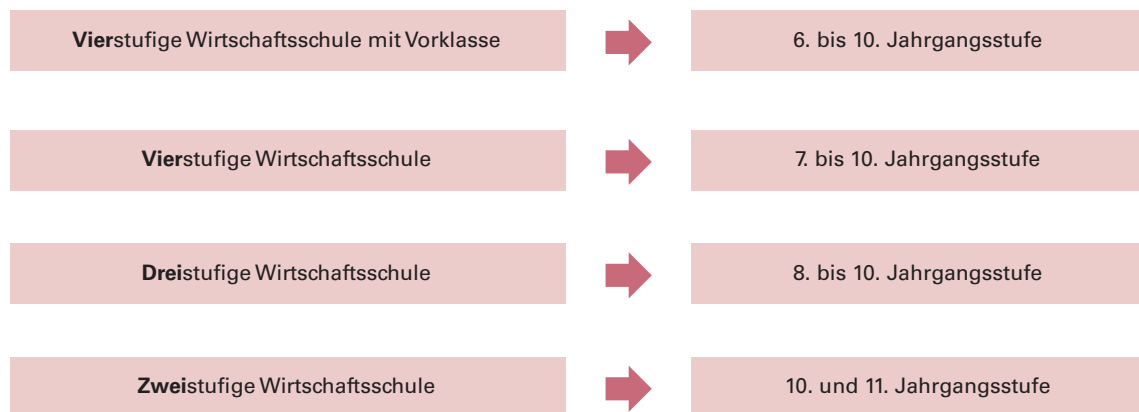 Vierstufige Wirtschaftsschule mit Vorklasse
6. bis 10. Jahrgangsstufe
Vierstufige Wirtschaftsschule
7. bis 10. Jahrgangsstufe
Dreistufige Wirtschaftsschule
8. bis 10. Jahrgangsstufe
Zweistufige Wirtschaftsschule
10. und 11. Jahrgangsstufe